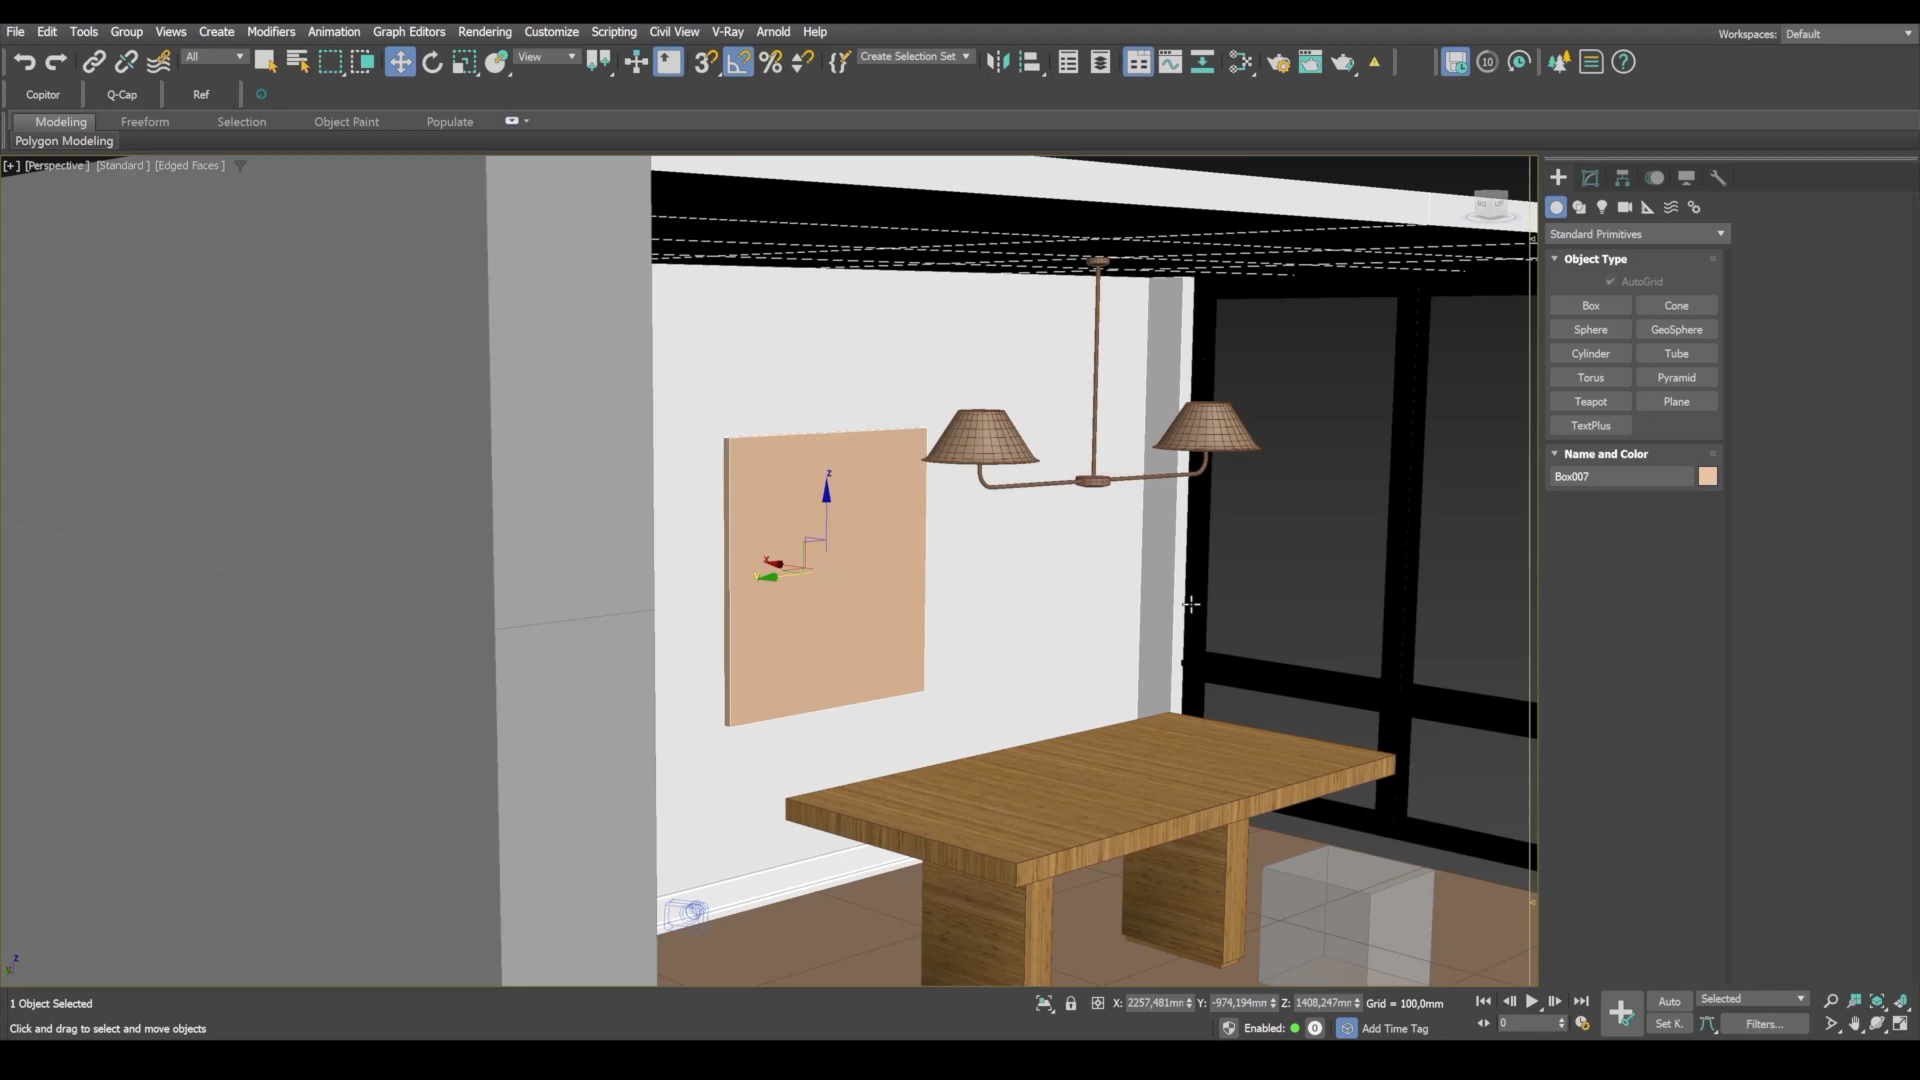 File Edit Tools Group Views Create Modifiers Animation Graph Editors Rendering Customize Scripting Civil View V-Ray Arnold Help
Workspaces: Default
All View Create Selection Set 10
Copitor Q-Cap Ref
Modeling Freeform Selection Object Paint Populate
Polygon Modeling
[+] [Perspective] [Standard] [Edged Faces]
Standard Primitives
Object Type
AutoGrid
Box Cone
Sphere GeoSphere
Cylinder Tube
Torus Pyramid
Teapot Plane
TextPlus
Name and Color
Box007
z
x
y
z
y
1 Object Selected
X: 2257,481mm Y: -974,194mm Z: 1408,247mm Grid = 100,0mm
Auto Selected
Click and drag to select and move objects
Enabled: 0 Add Time Tag
0 Set K. Filters...